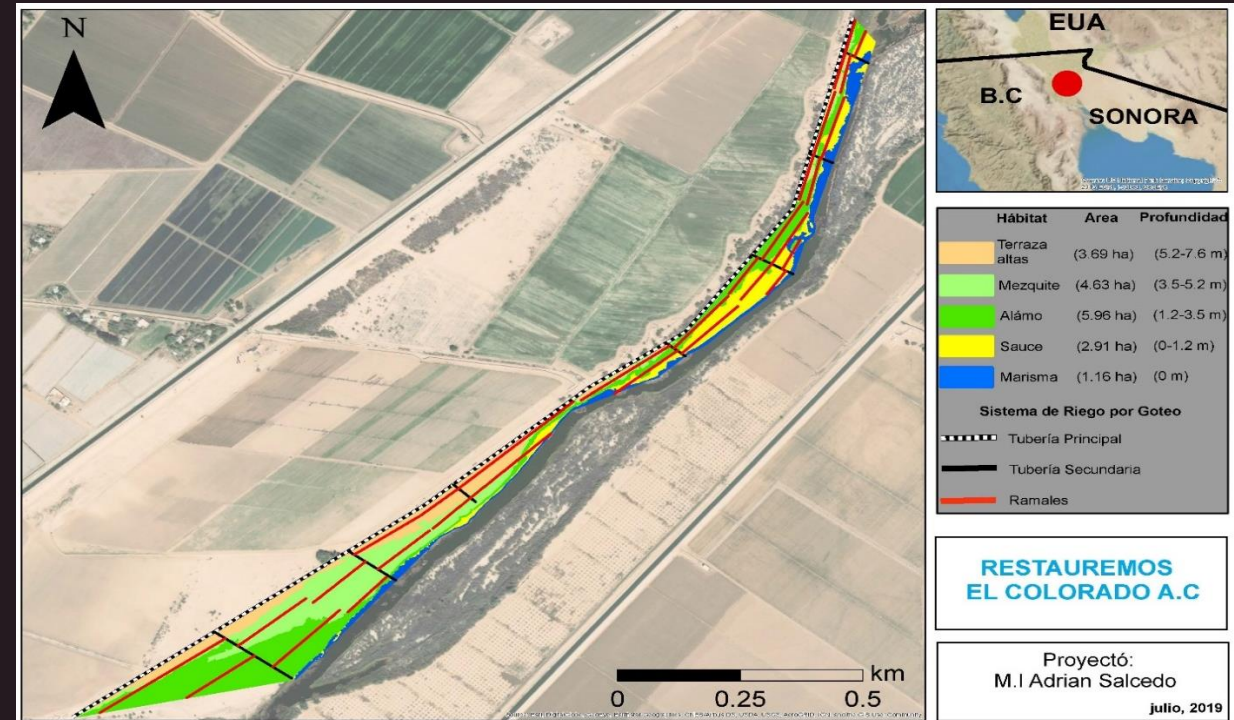 N
km
0 0.25 0.5
EUA
B.C
SONORA
Hábitat Area Profundidad
Terraza altas (3.69 ha) (5.2-7.6 m)
Mezquite (4.63 ha) (3.5-5.2 m)
Alámo (5.96 ha) (1.2-3.5 m)
Sauce (2.91 ha) (0-1.2 m)
Marisma (1.16 ha) (0 m)
Sistema de Riego por Goteo
Tubería Principal
Tubería Secundaria
Ramales
RESTAUREMOS
EL COLORADO A.C
Proyectó:
M.I Adrian Salcedo
julio, 2019